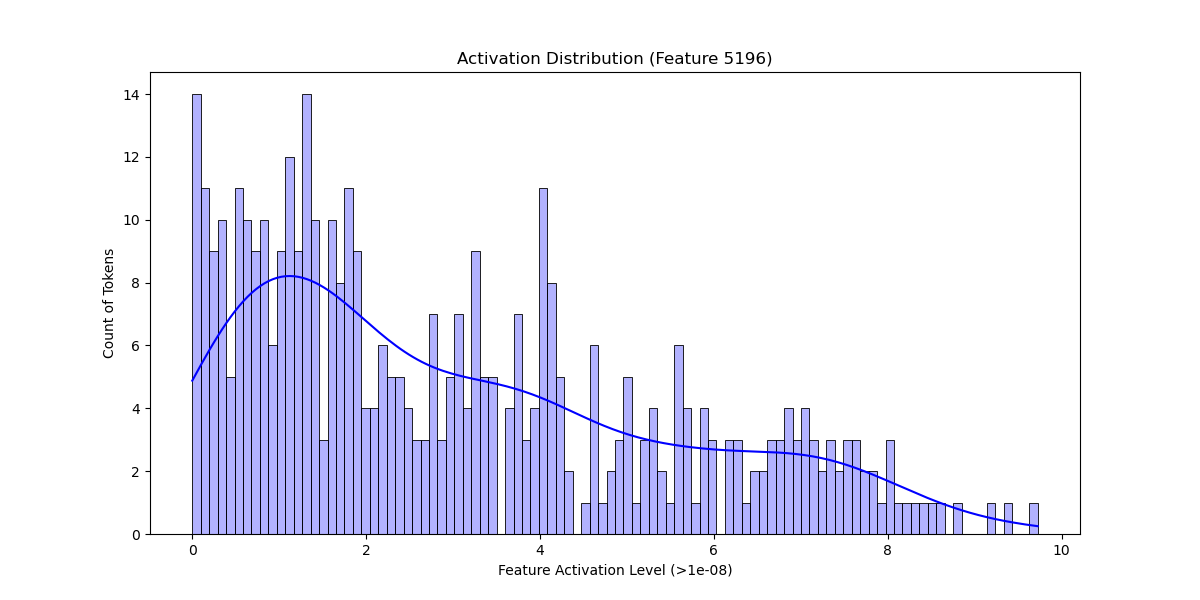 Activation Distribution (Feature 5196)
14
12
10
8
6
4
2
0
Count of Tokens
0 2 4 6 8 10
Feature Activation Level (>1e-08)